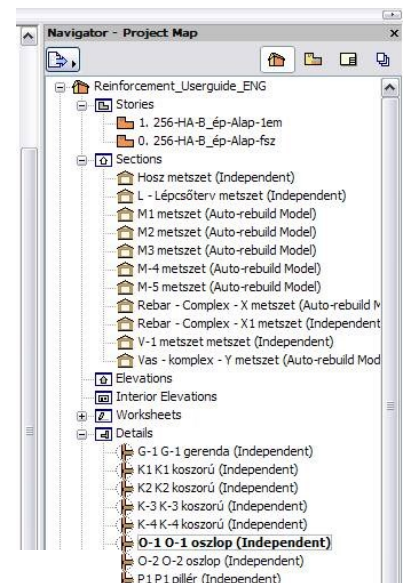 Navigator - Project Map
x
Reinforcement_Userguide_ENG
Stories
1. 256-HA-B_ép-Alap-1em
0. 256-HA-B_ép-Alap-fsz
Sections
Hosz metszet (Independent)
L - Lépcsőterv metszet (Independent)
M1 metszet (Auto-rebuild Model)
M2 metszet (Auto-rebuild Model)
M3 metszet (Auto-rebuild Model)
M-4 metszet (Auto-rebuild Model)
M-5 metszet (Auto-rebuild Model)
Rebar - Complex - X metszet (Auto-rebuild M
Rebar - Complex - X1 metszet (Independent
V-1 metszet metszet (Independent)
Vas - komplex - Y metszet (Auto-rebuild Mod
Elevations
Interior Elevations
Worksheets
Details
G-1 G-1 gerenda (Independent)
K1 K1 koszorú (Independent)
K2 K2 koszorú (Independent)
K-3 K-3 koszorú (Independent)
K-4 K-4 koszorú (Independent)
O-1 O-1 oszlop (Independent)
O-2 O-2 oszlop (Independent)
P1 P1 pillér (Independent)